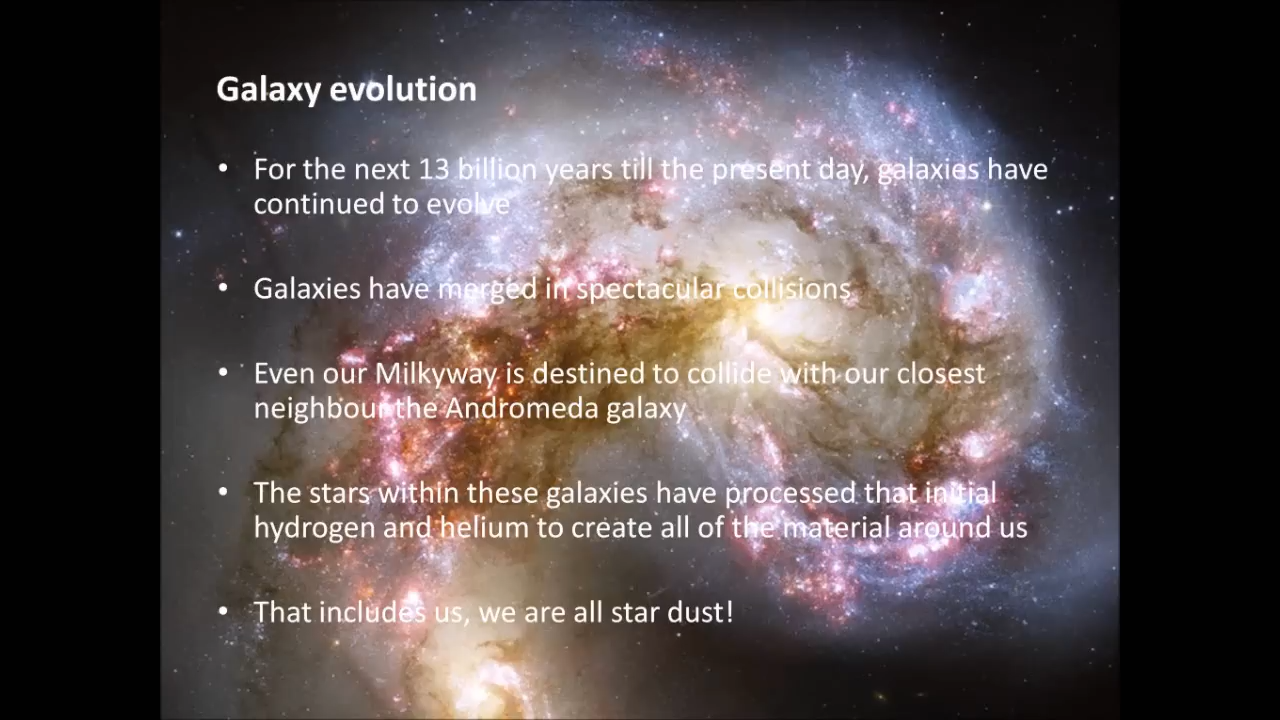 Galaxy evolution
• For the next 13 billion years till the present day, galaxies have
continued to evolve
• Galaxies have merged in spectacular collisions
• Even our Milkyway is destined to collide with our closest
neighbour the Andromeda galaxy
• The stars within these galaxies have processed that initial
hydrogen and helium to create all of the material around us
• That includes us, we are all star dust!